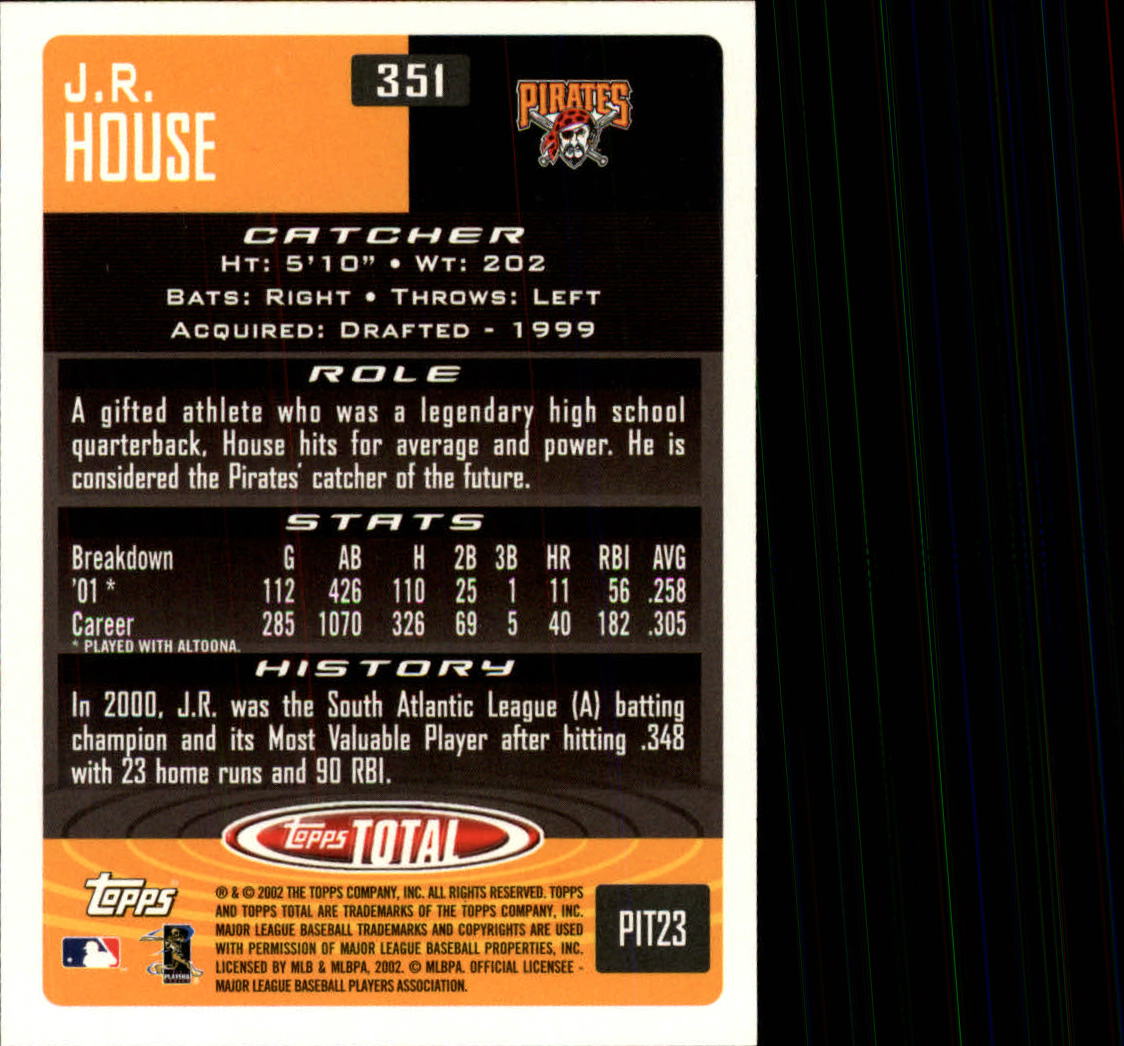 J.R.
HOUSE
351
PIRATES
CATCHER
HT: 5'10" • WT: 202
BATS: RIGHT • THROWS: LEFT
ACQUIRED: DRAFTED - 1999
ROLE
A gifted athlete who was a legendary high school
quarterback, House hits for average and power. He is
considered the Pirates' catcher of the future.
STATS
Breakdown G AB H 2B 3B HR RBI AVG
'01 * 112 426 110 25 1 11 56 .258
Career 285 1070 326 69 5 40 182 .305
* PLAYED WITH ALTOONA.
HISTORY
In 2000, J.R. was the South Atlantic League (A) batting
champion and its Most Valuable Player after hitting .348
with 23 home runs and 90 RBI.
Topps TOTAL
Topps
® & © 2002 THE TOPPS COMPANY, INC. ALL RIGHTS RESERVED. TOPPS
AND TOPPS TOTAL ARE TRADEMARKS OF THE TOPPS COMPANY, INC.
MAJOR LEAGUE BASEBALL TRADEMARKS AND COPYRIGHTS ARE USED
WITH PERMISSION OF MAJOR LEAGUE BASEBALL PROPERTIES, INC.
LICENSED BY MLB & MLBPA, 2002. © MLBPA. OFFICIAL LICENSEE -
MAJOR LEAGUE BASEBALL PLAYERS ASSOCIATION.
PIT23
PLAYERS